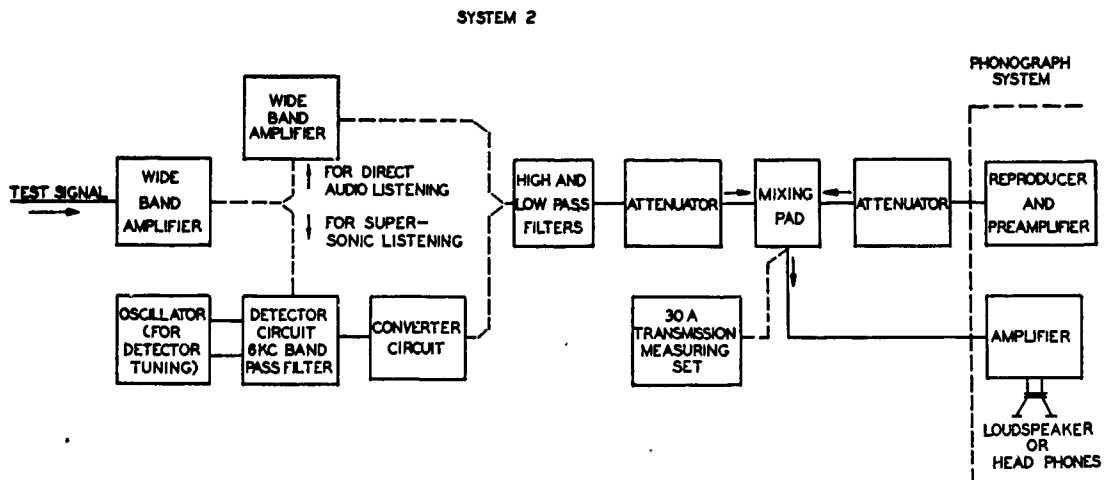 SYSTEM 2
PHONOGRAPH
SYSTEM
WIDE
BAND
AMPLIFIER
TEST SIGNAL
WIDE
BAND
AMPLIFIER
FOR DIRECT
AUDIO LISTENING
FOR SUPER-
SONIC LISTENING
HIGH AND
LOW PASS
FILTERS
ATTENUATOR
MIXING
PAD
ATTENUATOR
REPRODUCER
AND
PREAMPLIFIER
OSCILLATOR
(FOR
DETECTOR
TUNING)
DETECTOR
CIRCUIT
6KC BAND
PASS FILTER
CONVERTER
CIRCUIT
30 A
TRANSMISSION
MEASURING
SET
AMPLIFIER
LOUDSPEAKER
OR
HEAD PHONES